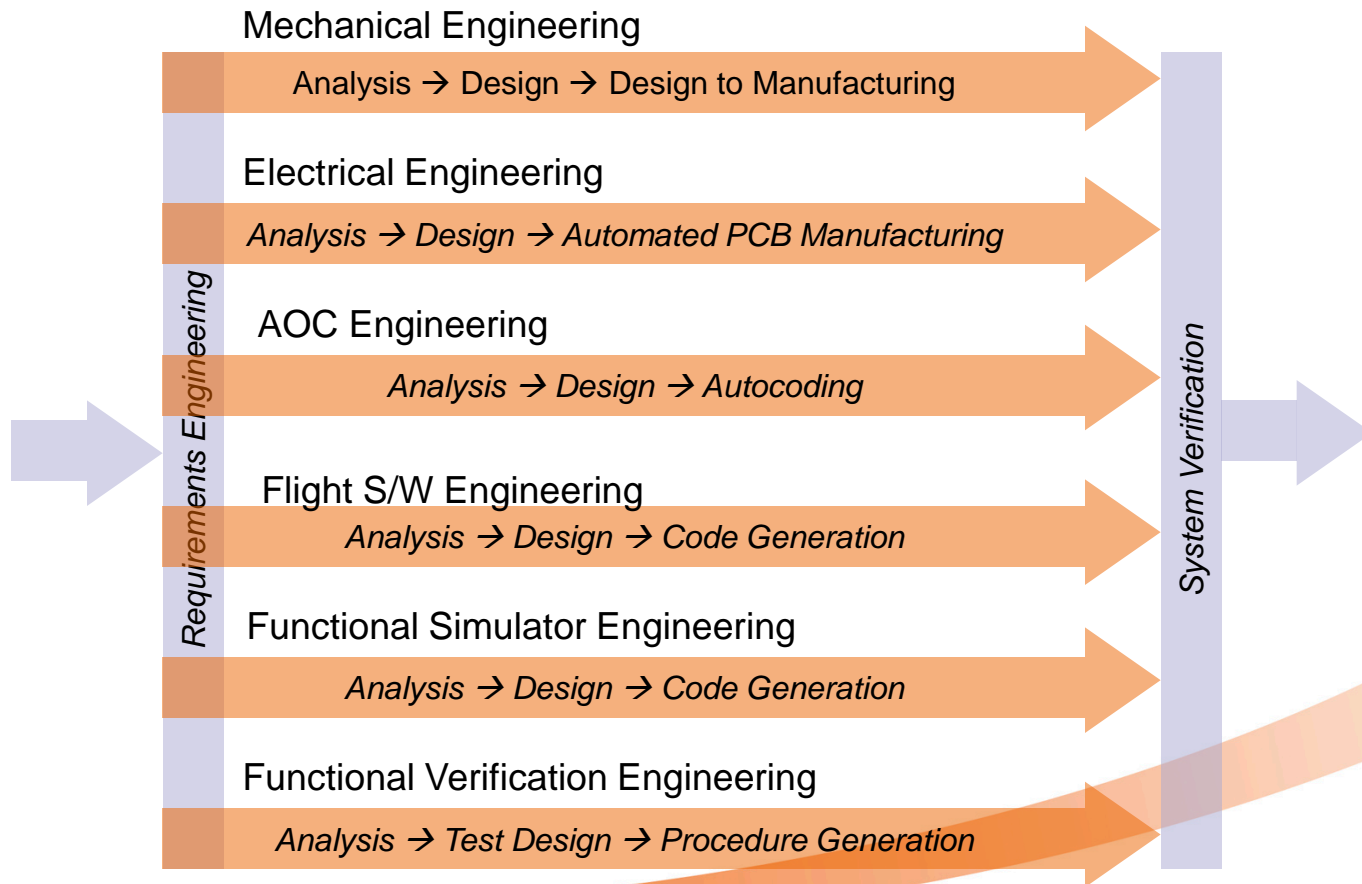 Mechanical Engineering
Analysis → Design → Design to Manufacturing
Electrical Engineering
Analysis → Design → Automated PCB Manufacturing
AOC Engineering
Analysis → Design → Autocoding
Flight S/W Engineering
Analysis → Design → Code Generation
Functional Simulator Engineering
Analysis → Design → Code Generation
Functional Verification Engineering
Analysis → Test Design → Procedure Generation
Requirements Engineering
System Verification